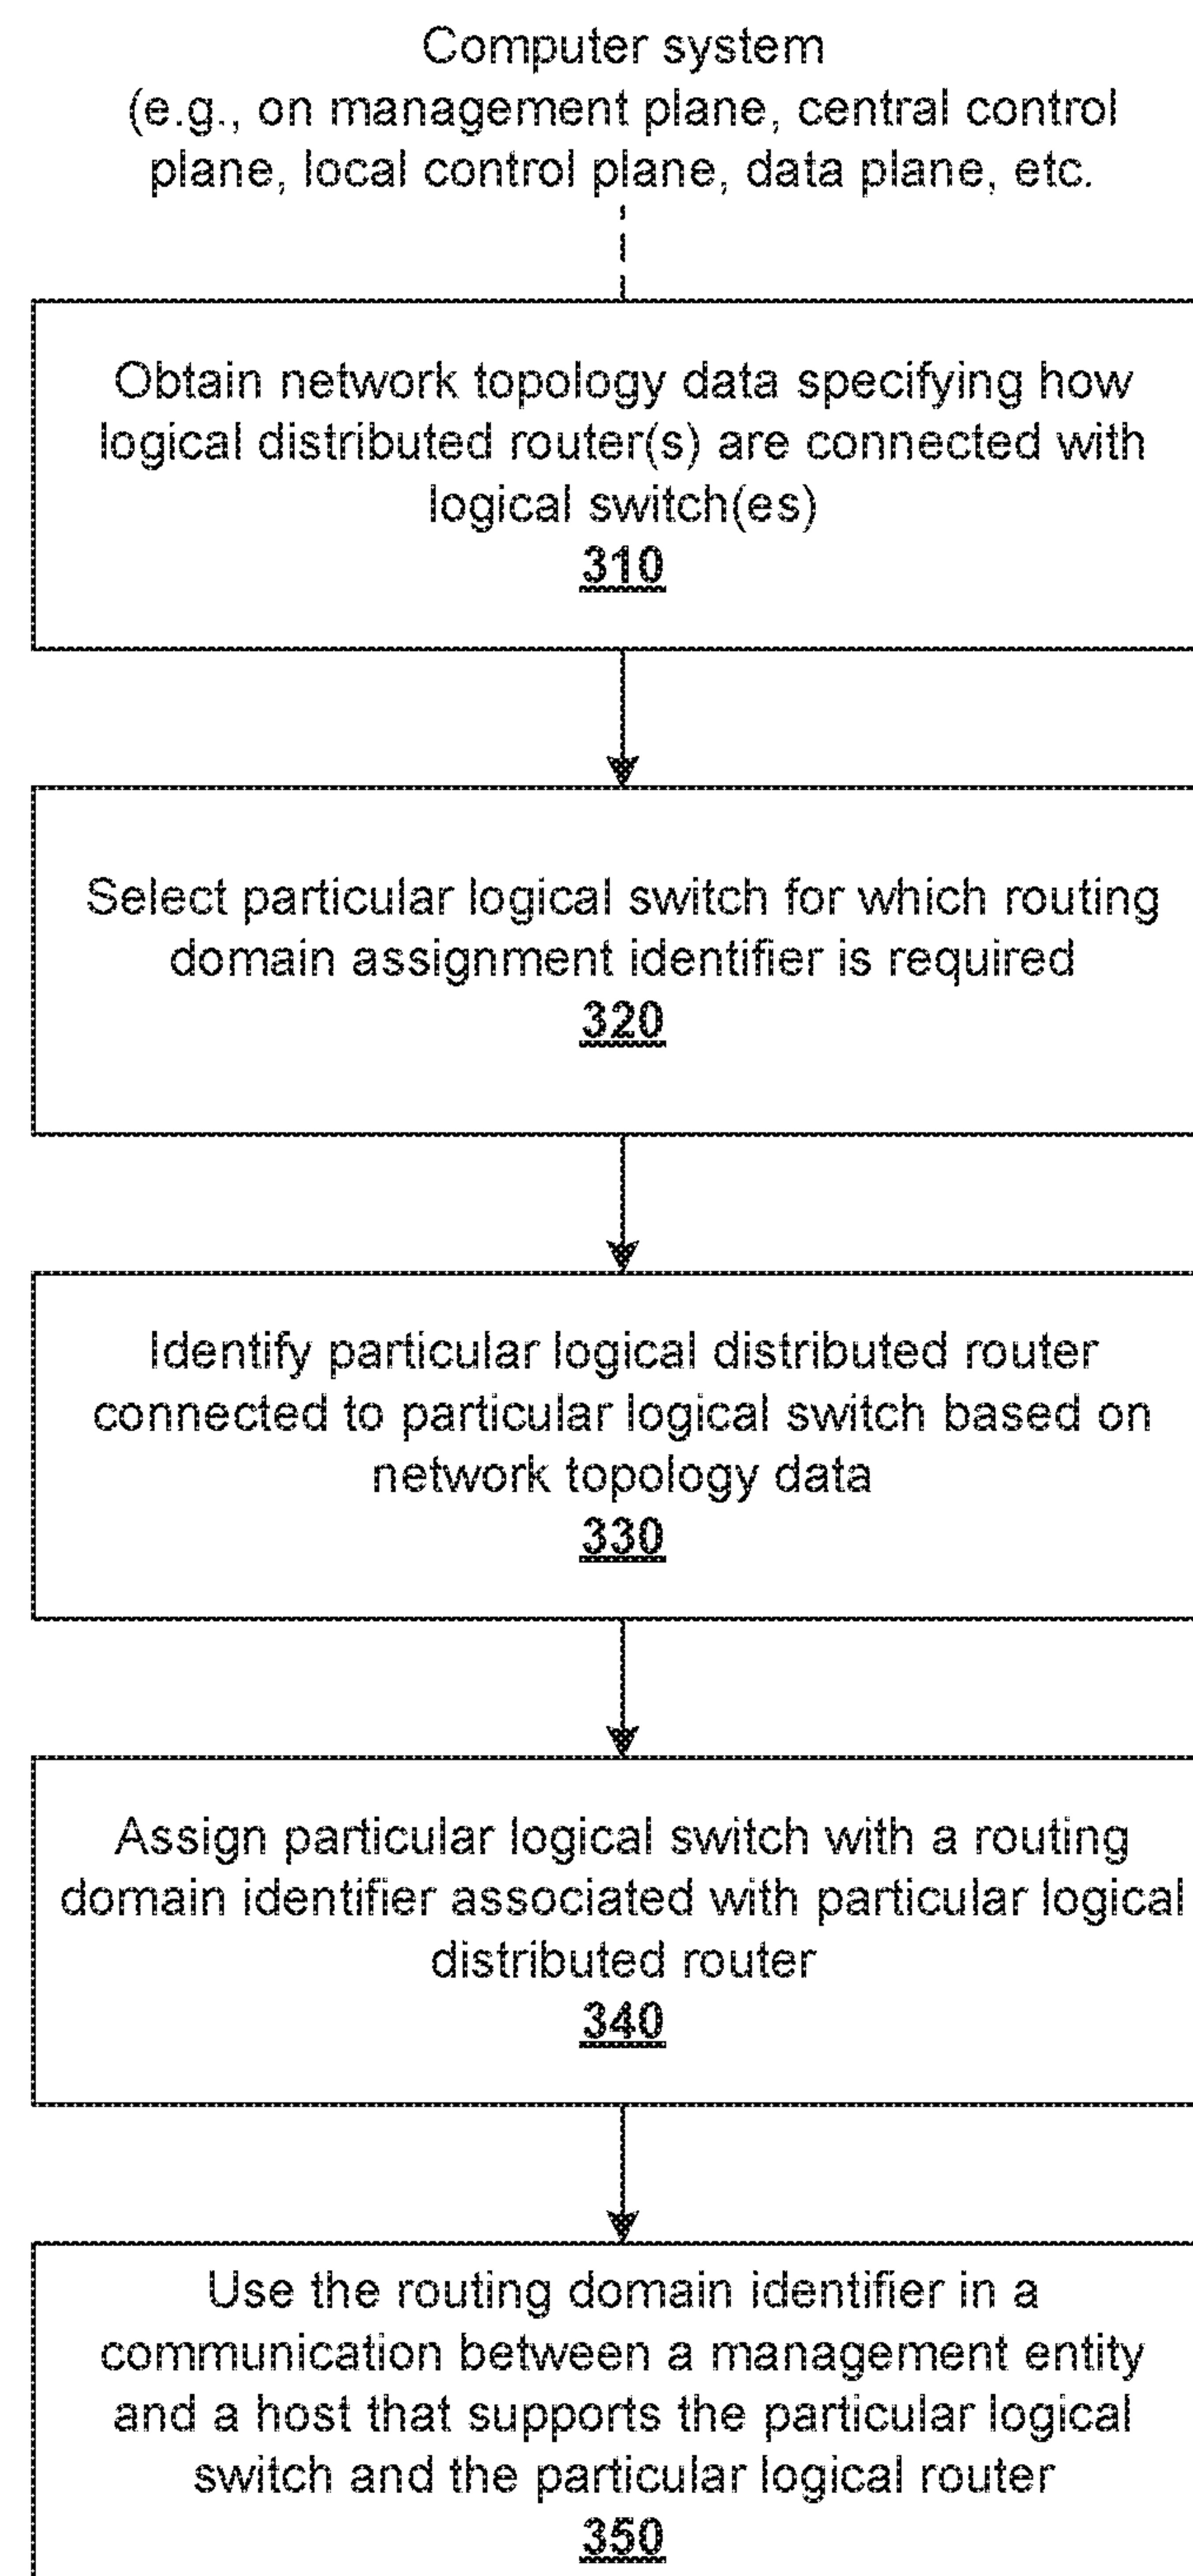 Computer system
(e.g., on management plane, central control
plane, local control plane, data plane, etc.
Obtain network topology data specifying how
logical distributed router(s) are connected with
logical switch(es)
310
Select particular logical switch for which routing
domain assignment identifier is required
320
Identify particular logical distributed router
connected to particular logical switch based on
network topology data
330
Assign particular logical switch with a routing
domain identifier associated with particular logical
distributed router
340
Use the routing domain identifier in a
communication between a management entity
and a host that supports the particular logical
switch and the particular logical router
350